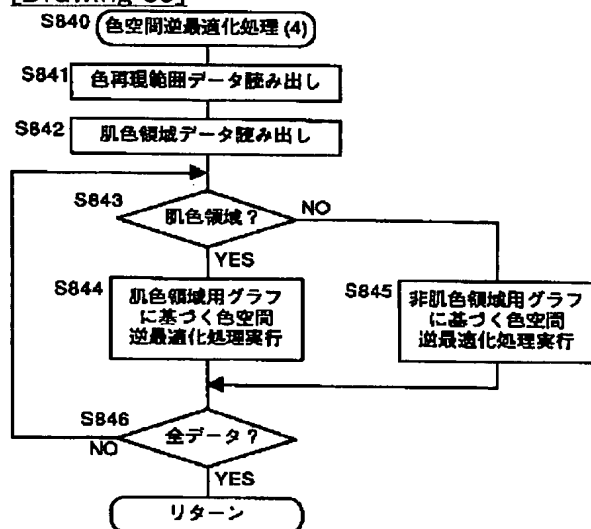 S840 色空間逆最適化処理 (4)
S841 色再現範囲データ読み出し
S842 肌色領域データ読み出し
S843 肌色領域?
NO
YES
S844 肌色領域用グラフ
に基づく色空間
逆最適化処理実行
S845 非肌色領域用グラフ
に基づく色空間
逆最適化処理実行
S846 全データ?
NO
YES
リターン